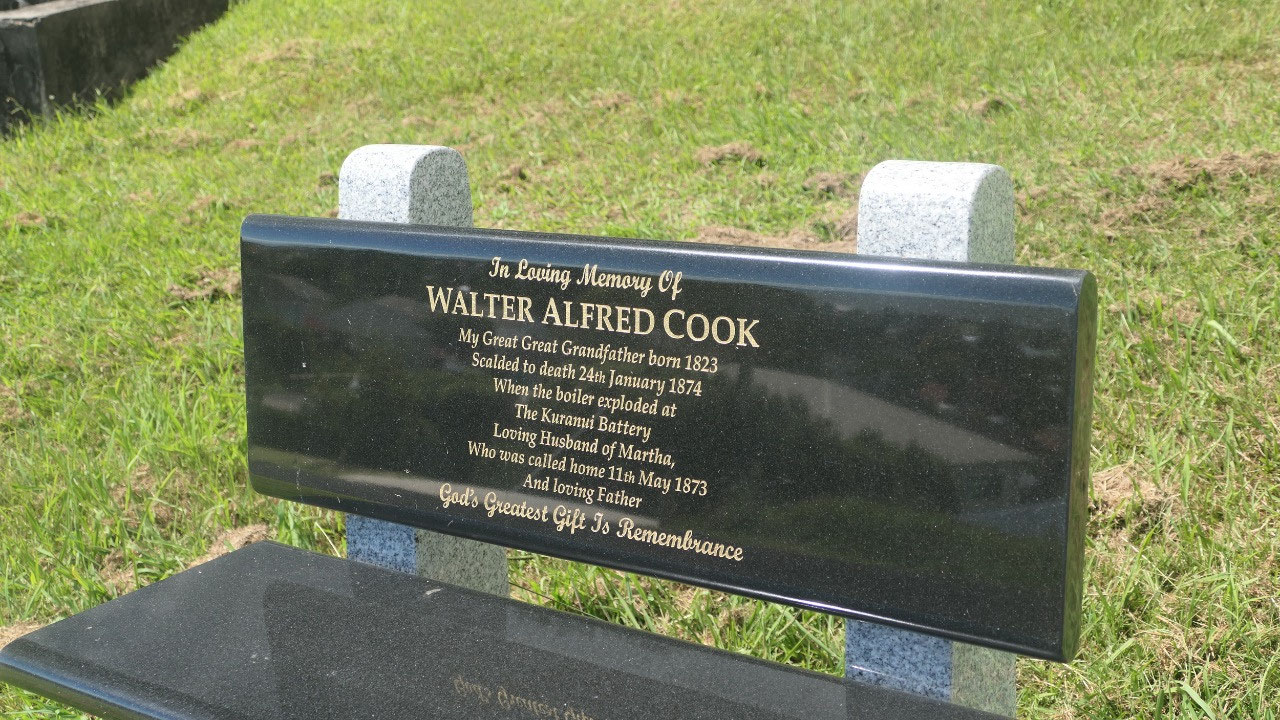 In Loving Memory Of
WALTER ALFRED COOK
My Great Great Grandfather born 1823
Scalded to death 24th January 1874
When the boiler exploded at
The Kuranui Battery
Loving Husband of Martha,
Who was called home 11th May 1873
And loving Father
God's Greatest Gift Is Remembrance